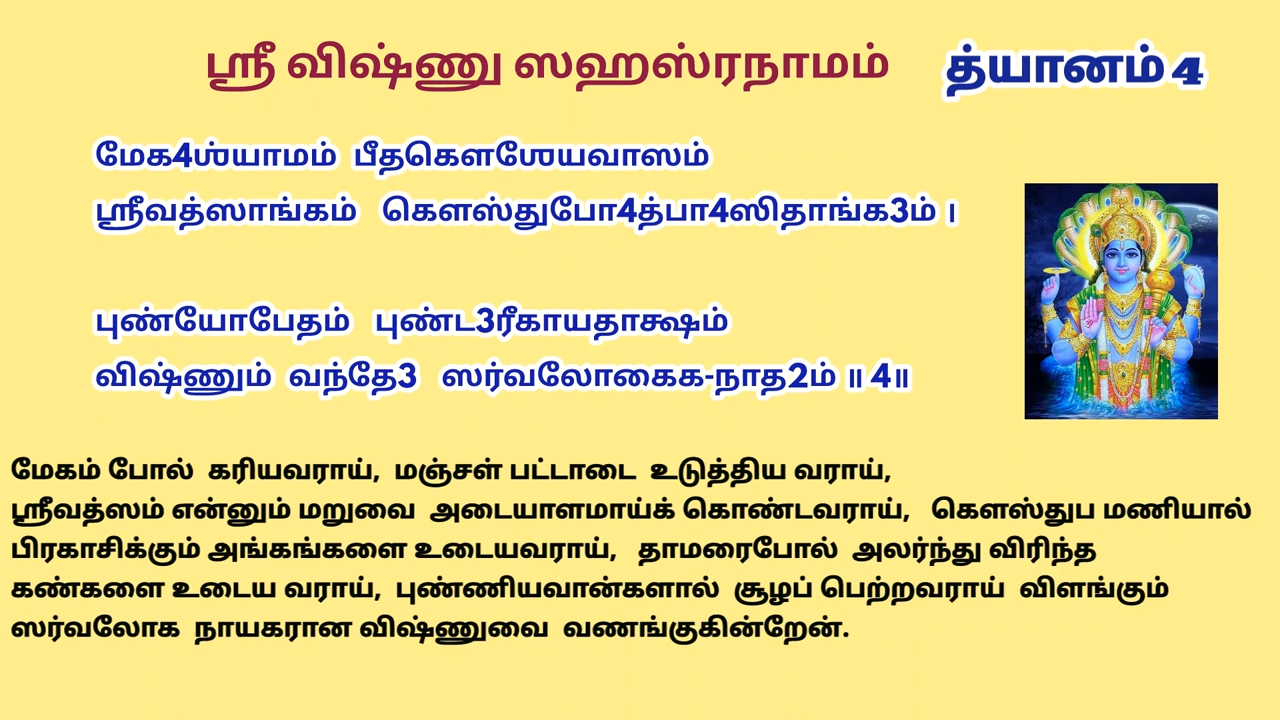 ஸ்ரீ விஷ்ணு ஸஹஸ்ரநாமம் த்யானம் 4
மேக4ஶ்யாமம் பீதகௌஶேயவாஸம்
ஸ்ரீவத்ஸாங்கம் கௌஸ்துபோ4த்பா4ஸிதாங்க3ம் ।
புண்யோபேதம் புண்ட3ரீகாயதாக்ஷம்
விஷ்ணும் வந்தே3 ஸர்வலோகைக-நாத2ம் ॥ 4॥
மேகம் போல் கரியவராய், மஞ்சள் பட்டாடை உடுத்திய வராய்,
ஸ்ரீவத்ஸம் என்னும் மறுவை அடையாளமாய்க் கொண்டவராய், கௌஸ்துப மணியால்
பிரகாசிக்கும் அங்கங்களை உடையவராய், தாமரைபோல் அலர்ந்து விரிந்த
கண்களை உடைய வராய், புண்ணியவான்களால் சூழப் பெற்றவராய் விளங்கும்
ஸர்வலோக நாயகரான விஷ்ணுவை வணங்குகின்றேன்.